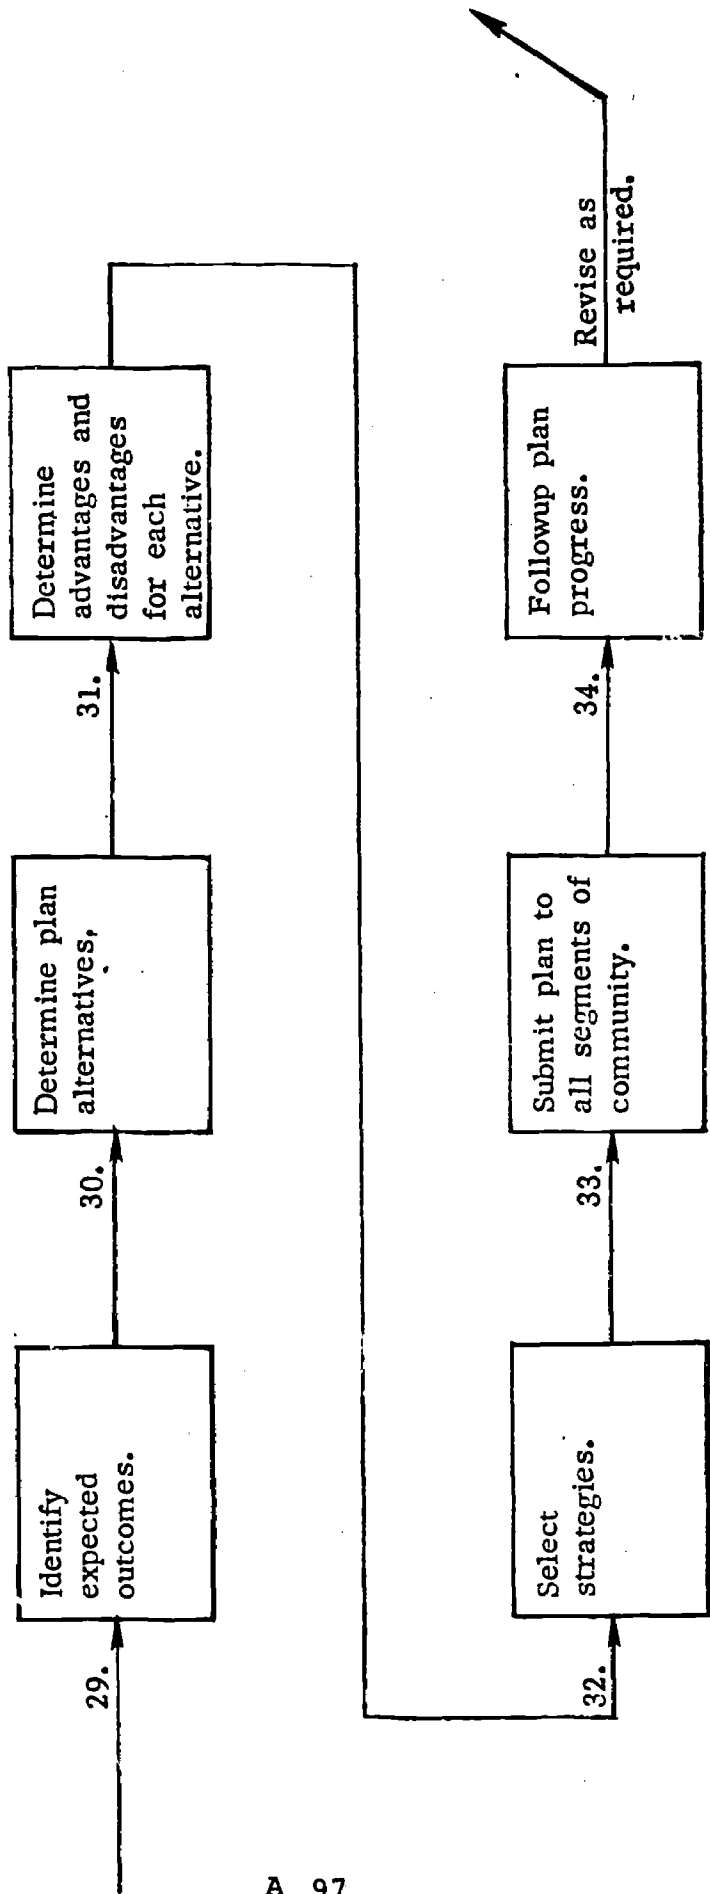 29.
Identify
expected
outcomes.
30.
Determine plan
alternatives,
31.
Determine
advantages and
disadvantages
for each
alternative.
32.
Select
strategies.
33.
Submit plan to
all segments of
community.
34.
Followup plan
progress.
Revise as
required.
A 97